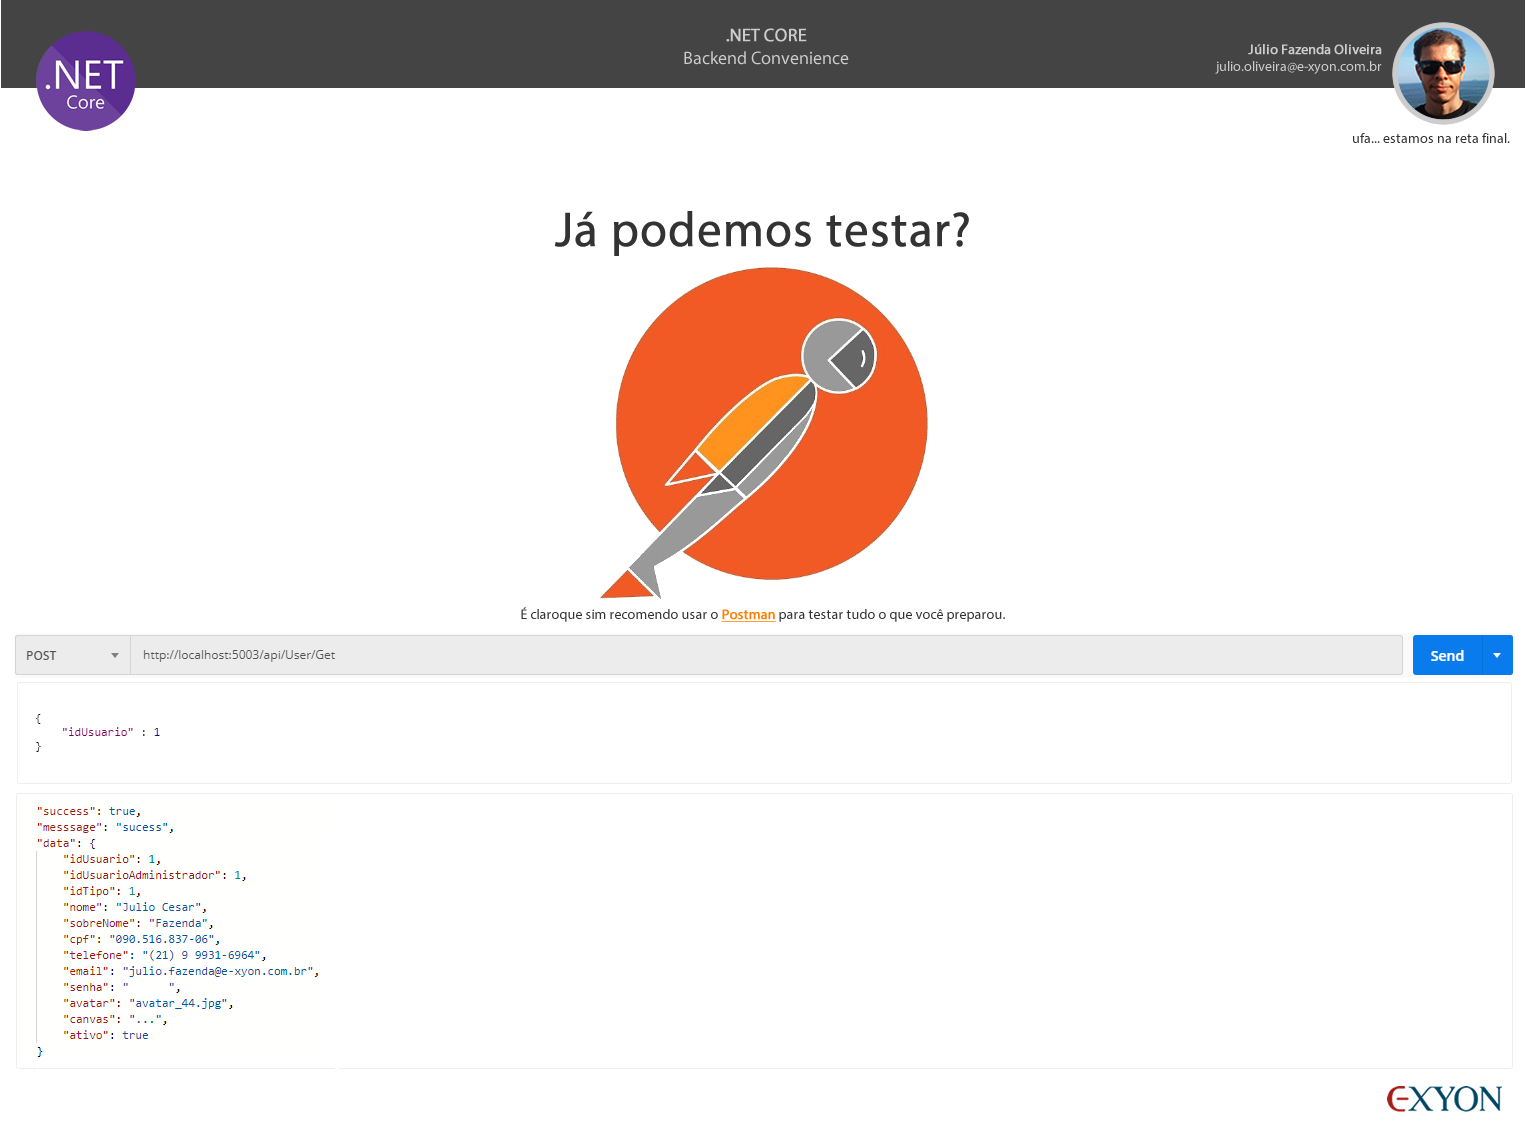 .NET CORE
Backend Convenience
.NET
Core
Júlio Fazenda Oliveira
julio.oliveira@e-xyon.com.br
ufa... estamos na reta final.
Já podemos testar?
É claroque sim recomendo usar o Postman para testar tudo o que você preparou.
POST
http://localhost:5003/api/User/Get
Send
{
"idUsuario" : 1
}
"success": true,
"messsage": "sucess",
"data": {
"idUsuario": 1,
"idUsuarioAdministrador": 1,
"idTipo": 1,
"nome": "Julio Cesar",
"sobreNome": "Fazenda",
"cpf": "090.516.837-06",
"telefone": "(21) 9 9931-6964",
"email": "julio.fazenda@e-xyon.com.br",
"senha": "      ",
"avatar": "avatar_44.jpg",
"canvas": "...",
"ativo": true
}
E-XYON